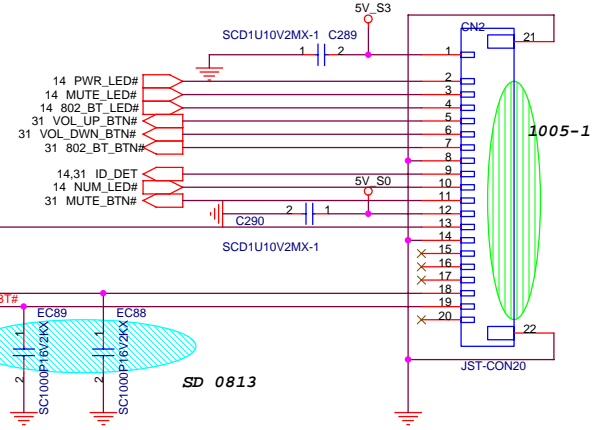 5V_S3
SCD1U10V2MX-1 C289
1 2
CN2
21
1
14 PWR_LED# 2
14 MUTE_LED# 3
14 802_BT_LED# 4
31 VOL_UP_BTN# 5
31 VOL_DWN_BTN# 6
31 802_BT_BTN# 7
1005-1
8
14,31 ID_DET 9
14 NUM_LED# 10
5V_S0
31 MUTE_BTN# 11
2 1 12
C290 13
SCD1U10V2MX-1
14
15
16
17
18
BT# 19
EC89 EC88 20
1 1
22
SC1000P16V2KX
SC1000P16V2KX
2 2
JST-CON20
SD 0813